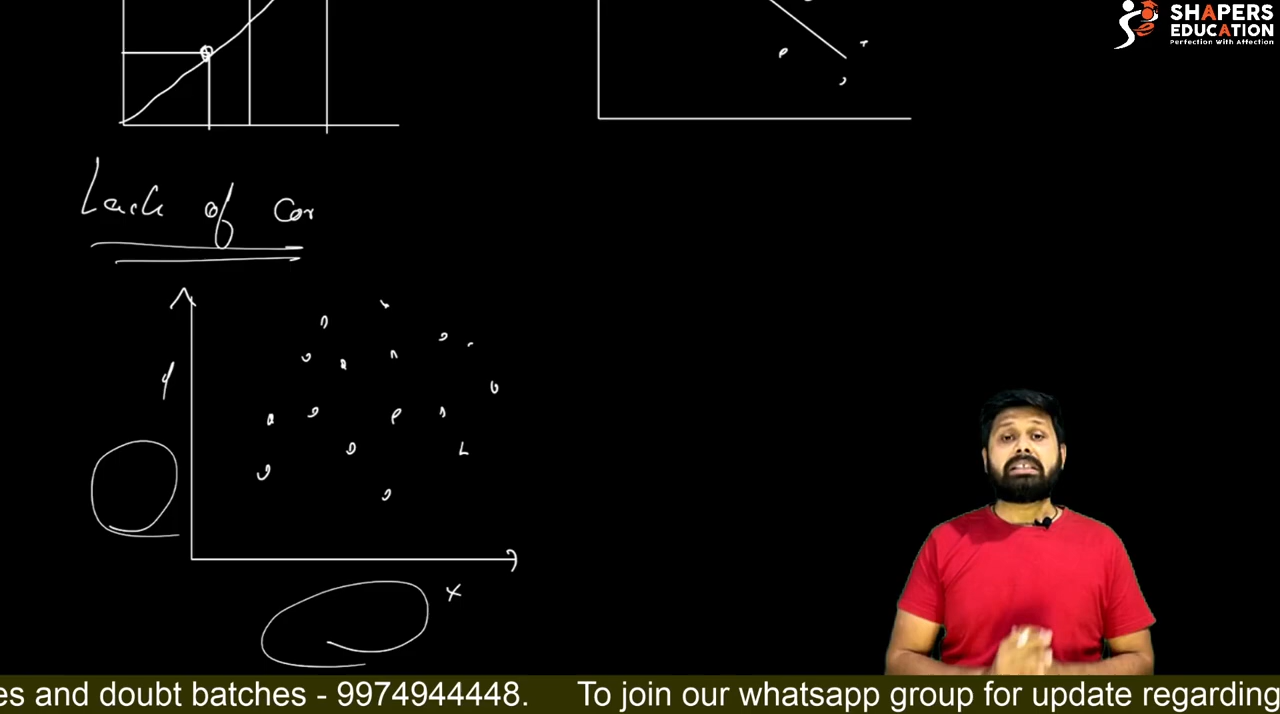 SHAPERS
EDUCATION
Perfection With Affection
Lack of Cor
y
x
es and doubt batches - 9974944448. To join our whatsapp group for update regarding